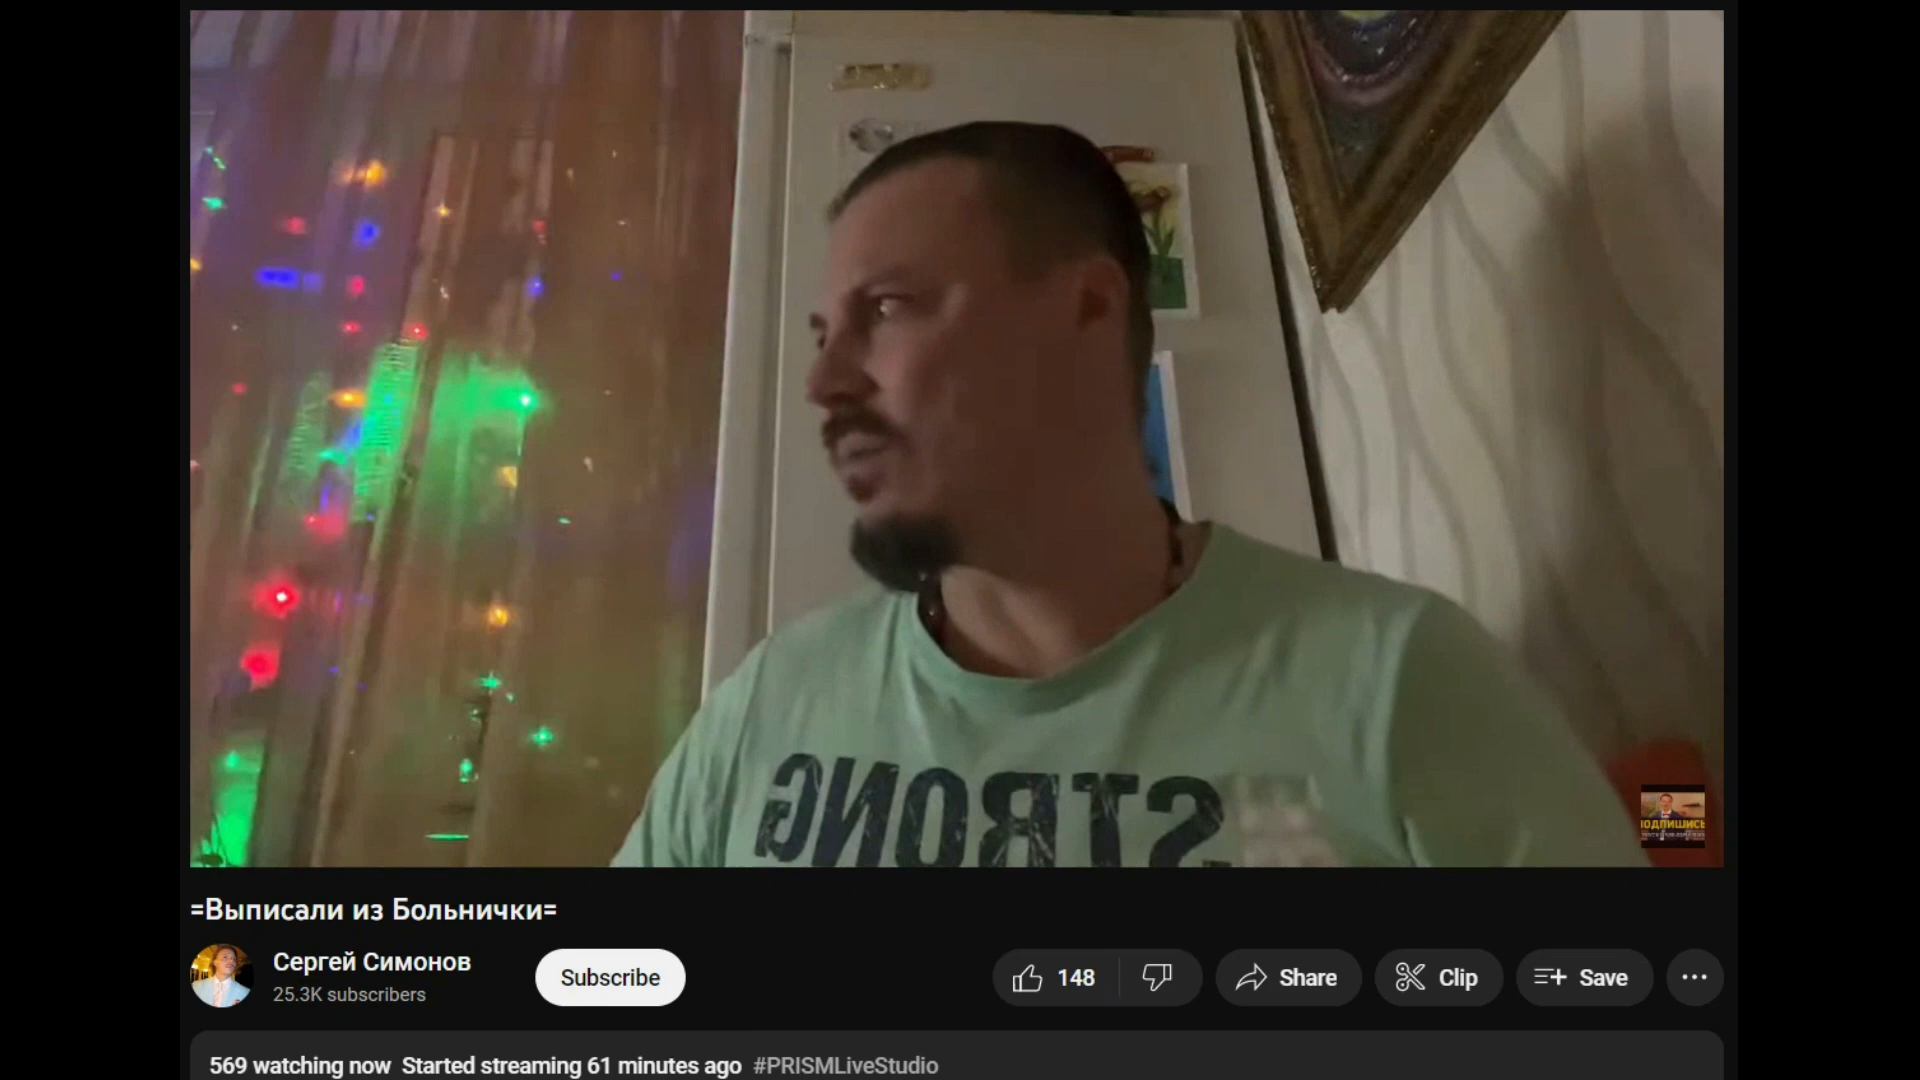 STRONG
ПОДПИШИСЬ
=Выписали из Больнички=
Сергей Симонов
25.3K subscribers
Subscribe
148
Share
Clip
Save
569 watching now Started streaming 61 minutes ago #PRISMLiveStudio